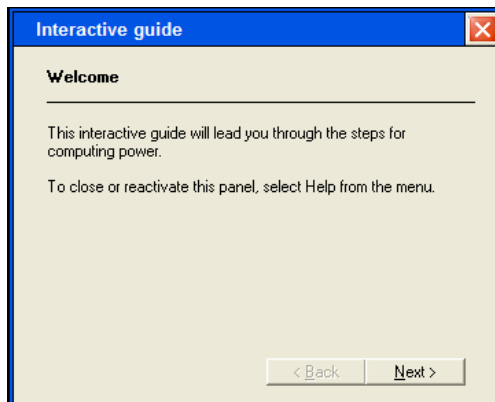 Interactive guide
Welcome
This interactive guide will lead you through the steps for
computing power.
To close or reactivate this panel, select Help from the menu.
< Back
Next >